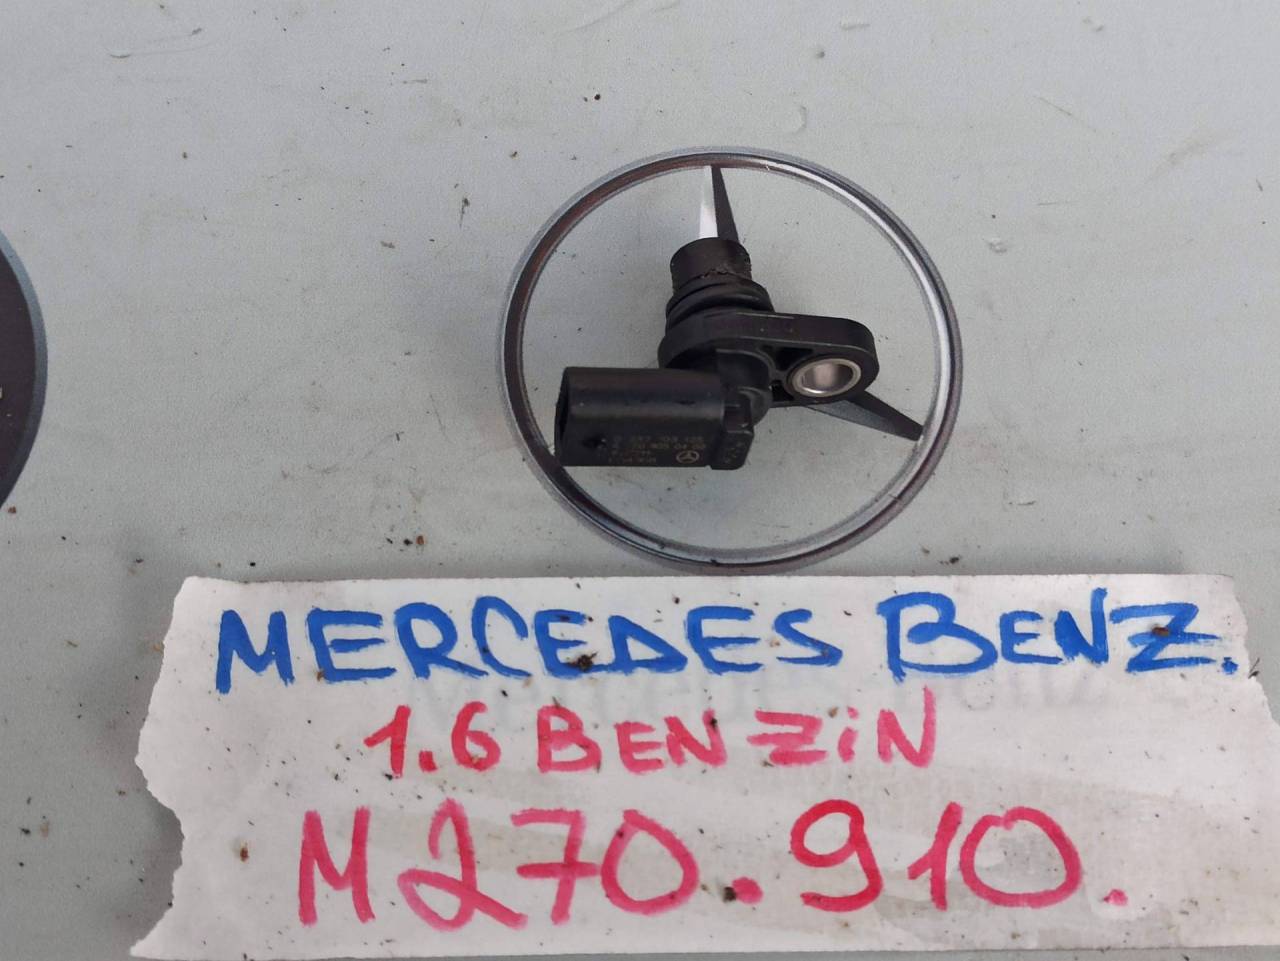 MERCEDES BENZ.
1.6 BENZiN
M270.910.